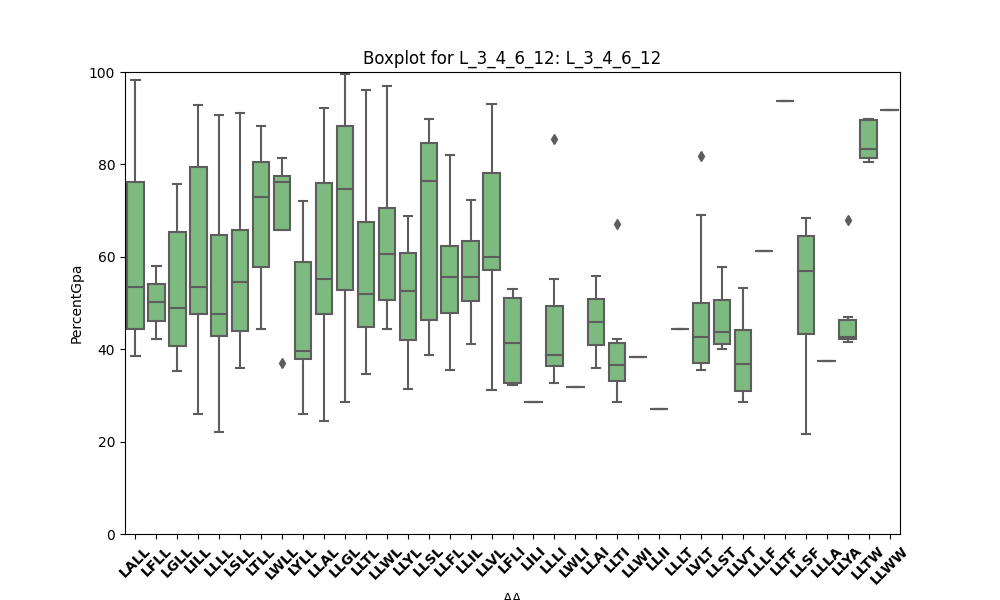 Boxplot for L_3_4_6_12: L_3_4_6_12
PercentGpa
100
80
60
40
20
0
LALL
LFLL
LGLL
LILL
LLLL
LSLL
LTLL
LWLL
LYLL
LLAL
LLGL
LLTL
LLWL
LLYL
LLSL
LLFL
LLIL
LLVL
LFLI
LILI
LLLI
LWLI
LLAI
LLTI
LLWI
LLII
LLLT
LVLT
LLST
LLVT
LLLF
LLTF
LLSF
LLLA
LLYA
LLTW
LLWW
AA